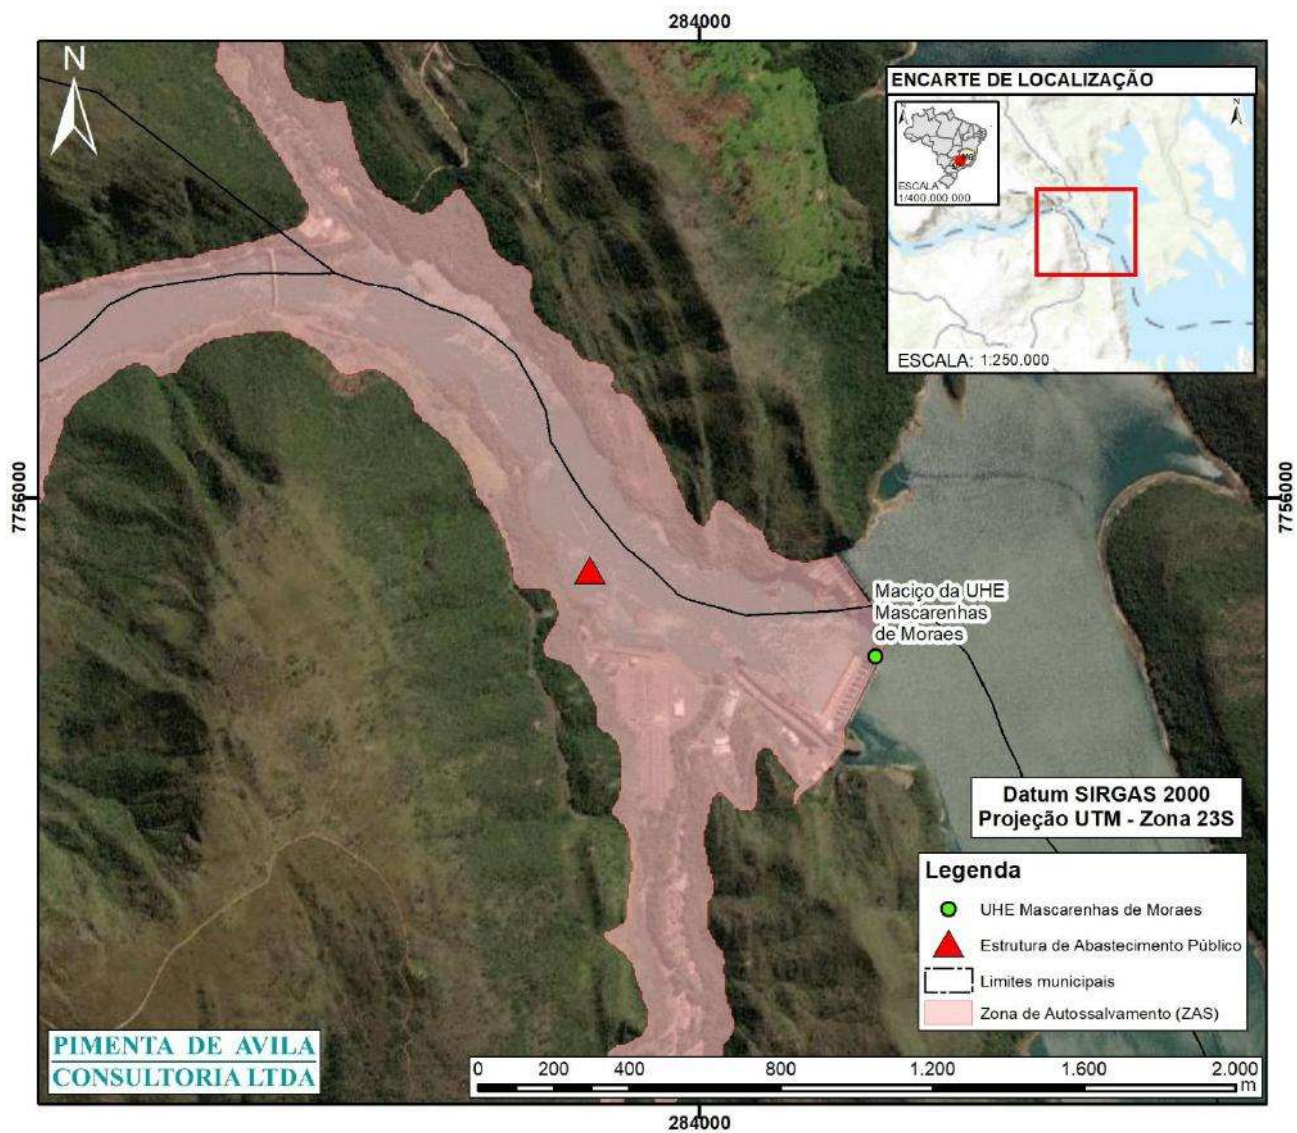 284000
N
ENCARTE DE LOCALIZAÇÃO
N
N
ESCALA
1/400.000.000
ESCALA: 1:250.000
7756000
7756000
Maciço da UHE
Mascarenhas
de Moraes
Datum SIRGAS 2000
Projeção UTM - Zona 23S
Legenda
UHE Mascarenhas de Moraes
Estrutura de Abastecimento Público
Limites municipais
Zona de Autossalvamento (ZAS)
PIMENTA DE AVILA
CONSULTORIA LTDA
0 200 400 800 1.200 1.600 2.000
m
284000